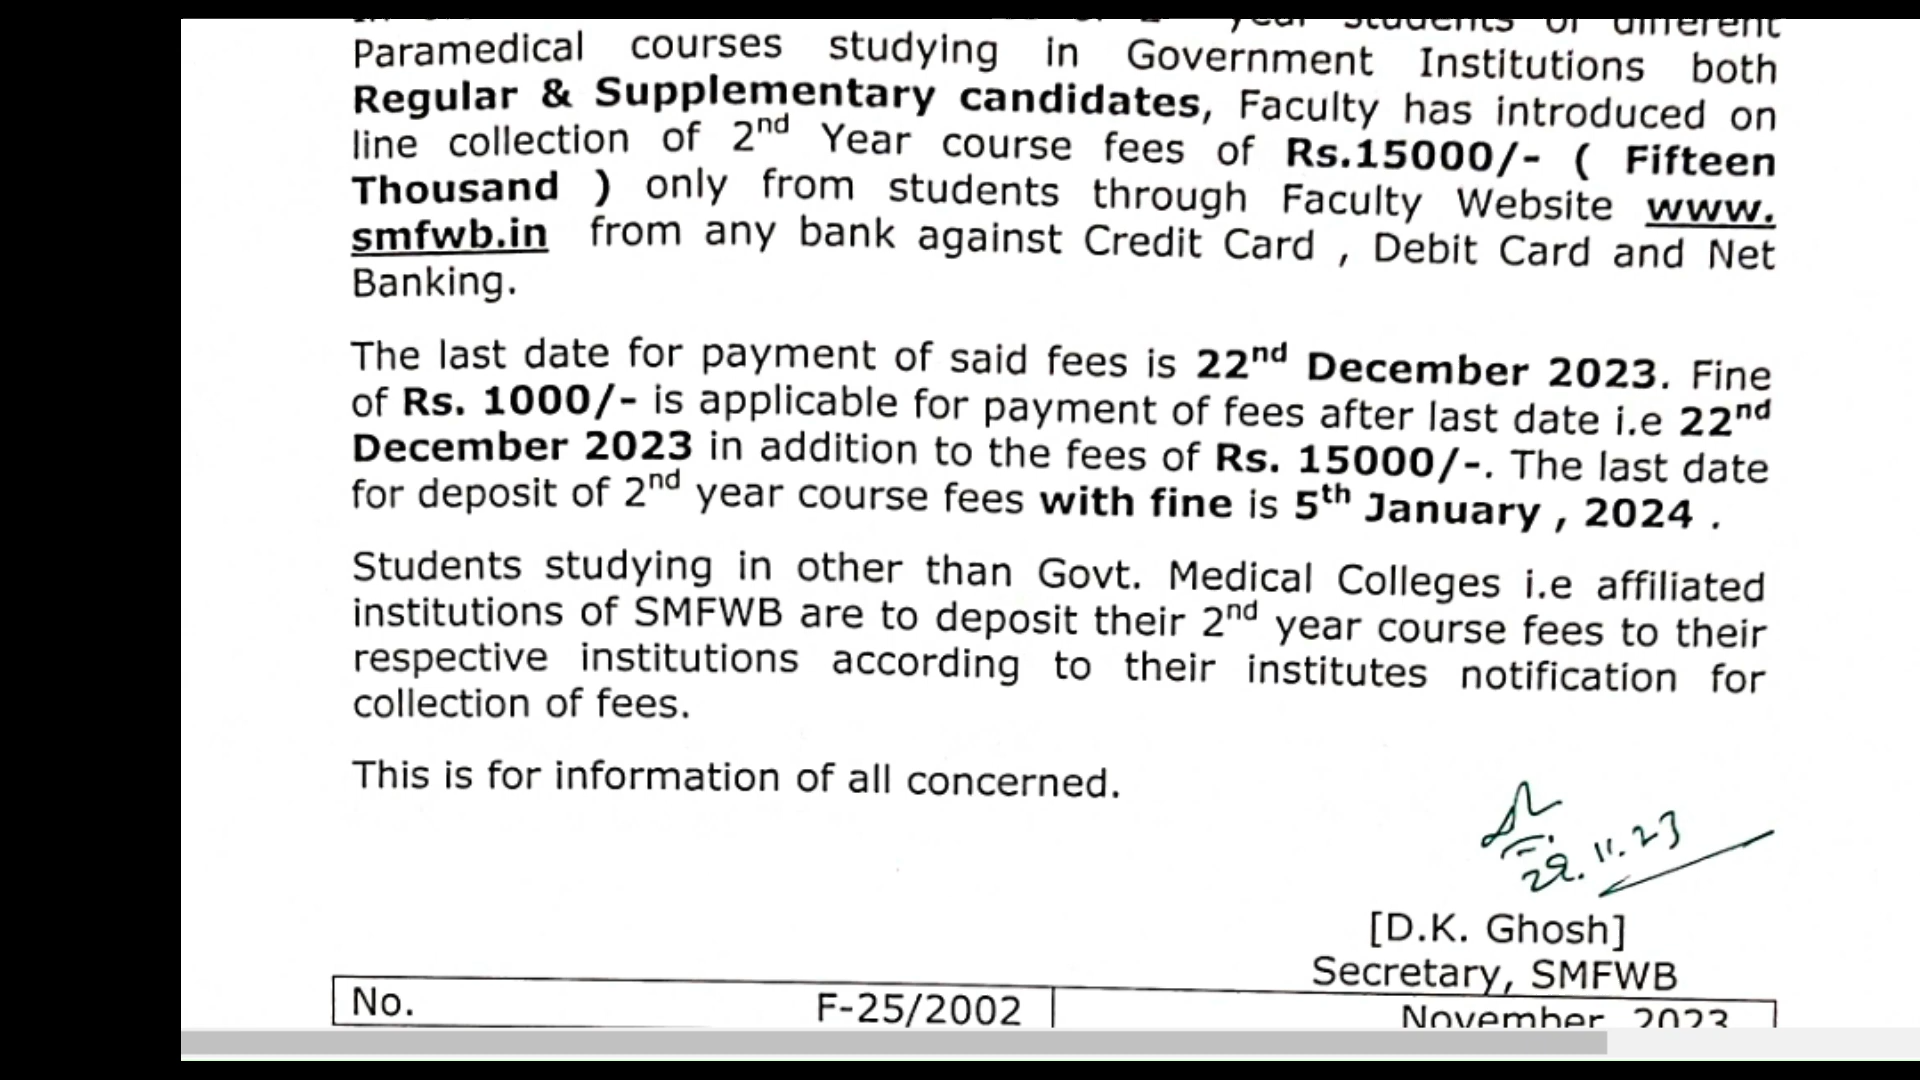 year students of different
Paramedical courses studying in Government Institutions both
Regular & Supplementary candidates, Faculty has introduced on
line collection of 2nd Year course fees of Rs.15000/- ( Fifteen
Thousand ) only from students through Faculty Website www.
smfwb.in from any bank against Credit Card , Debit Card and Net
Banking.
The last date for payment of said fees is 22nd December 2023. Fine
of Rs. 1000/- is applicable for payment of fees after last date i.e 22nd
December 2023 in addition to the fees of Rs. 15000/-. The last date
for deposit of 2nd year course fees with fine is 5th January , 2024 .
Students studying in other than Govt. Medical Colleges i.e affiliated
institutions of SMFWB are to deposit their 2nd year course fees to their
respective institutions according to their institutes notification for
collection of fees.
This is for information of all concerned.
29.11.23
[D.K. Ghosh]
Secretary, SMFWB
No. F-25/2002
November, 2023